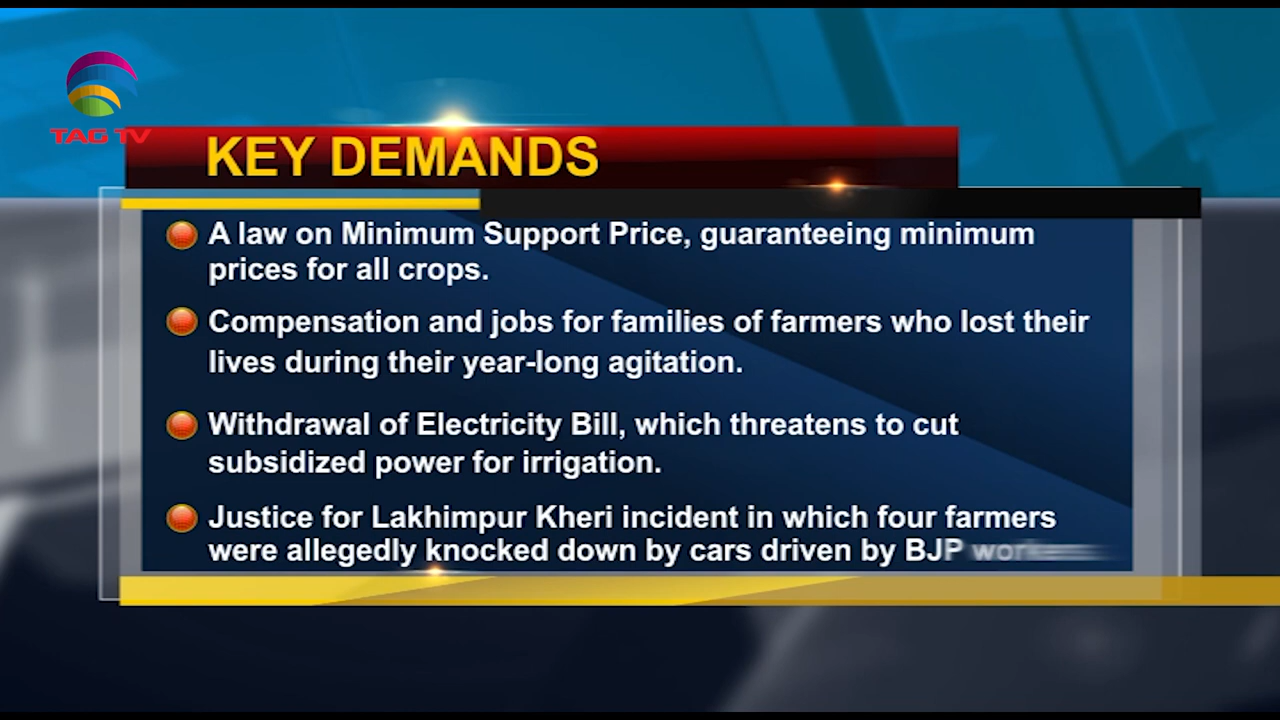 TAG TV
KEY DEMANDS
A law on Minimum Support Price, guaranteeing minimum
prices for all crops.
Compensation and jobs for families of farmers who lost their
lives during their year-long agitation.
Withdrawal of Electricity Bill, which threatens to cut
subsidized power for irrigation.
Justice for Lakhimpur Kheri incident in which four farmers
were allegedly knocked down by cars driven by BJP